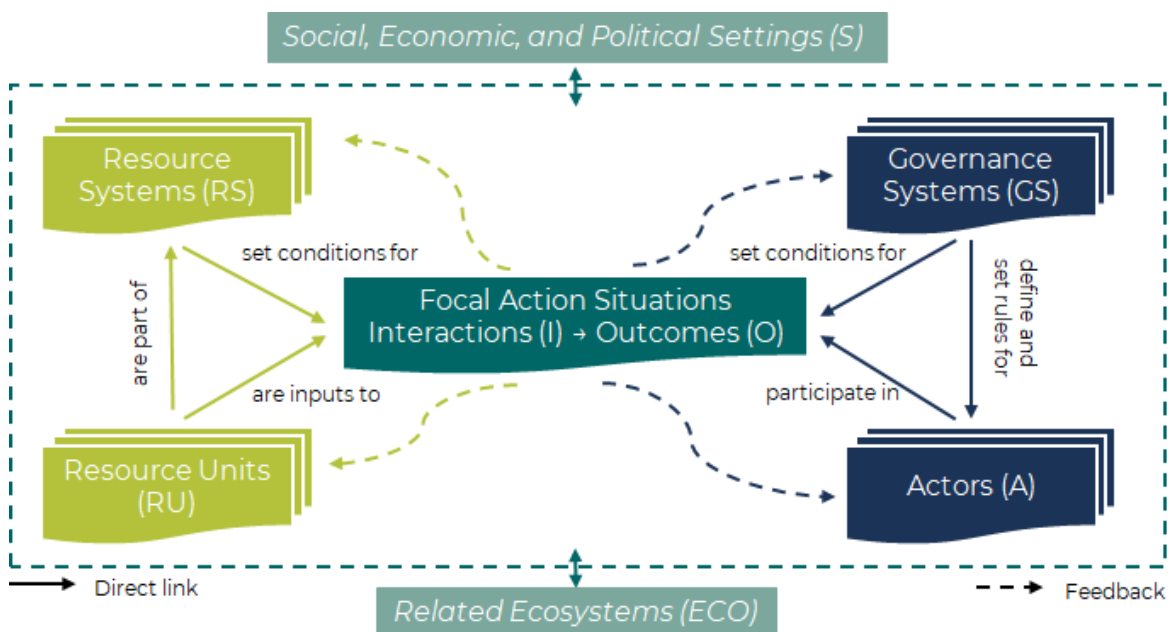 Social, Economic, and Political Settings (S)
Resource
Systems (RS)
Governance
Systems (GS)
set conditions for
set conditions for
define and
set rules for
are part of
Focal Action Situations
Interactions (I) → Outcomes (O)
are inputs to
participate in
Resource Units
(RU)
Actors (A)
Direct link
Feedback
Related Ecosystems (ECO)